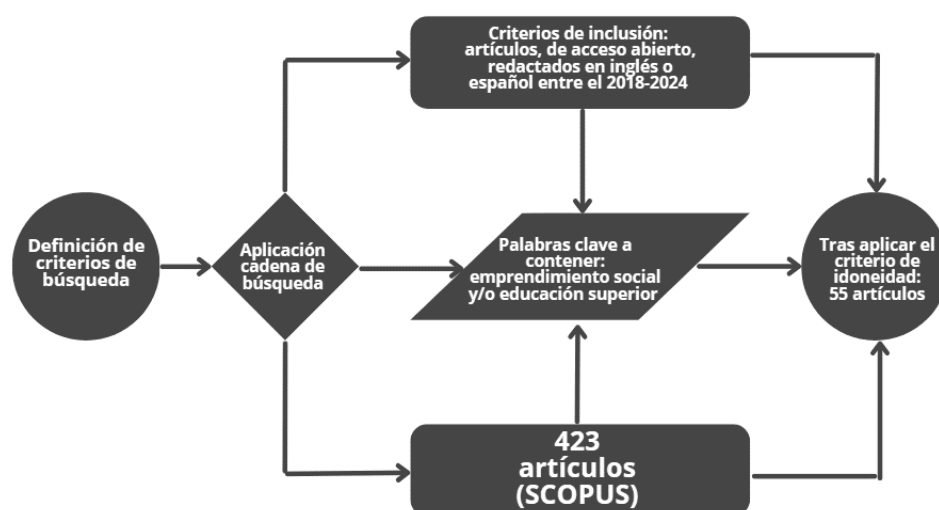 Criterios de inclusión:
artículos, de acceso abierto,
redactados en inglés o
español entre el 2018-2024
Definición de
criterios de
búsqueda
Aplicación
cadena de
búsqueda
Palabras clave a
contener:
emprendimiento social
y/o educación superior
Tras aplicar el
criterio de
idoneidad:
55 artículos
423
artículos
(SCOPUS)